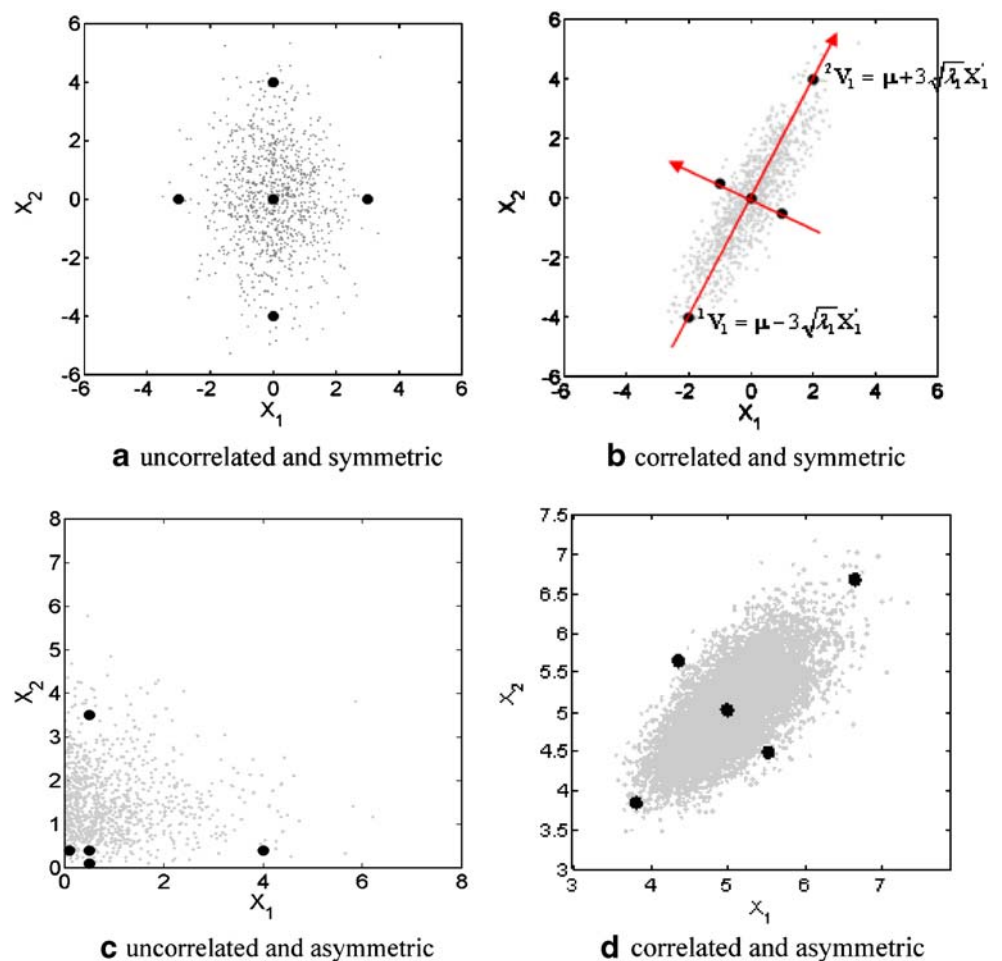 6
4
2
0
-2
-4
-6
X₂
-6 -4 -2 0 2 4 6
X₁
a uncorrelated and symmetric
6
4
2
0
-2
-4
-6
X₂
²V₁ = μ+3√λ₁X₁'
¹V₁ = μ−3√λ₁X₁'
-6 -4 -2 0 2 4 6
X₁
b correlated and symmetric
8
7
6
5
4
3
2
1
0
X₂
0 2 4 6 8
X₁
c uncorrelated and asymmetric
7.5
7
6.5
6
5.5
5
4.5
4
3.5
3
X₂
3 4 5 6 7
X₁
d correlated and asymmetric